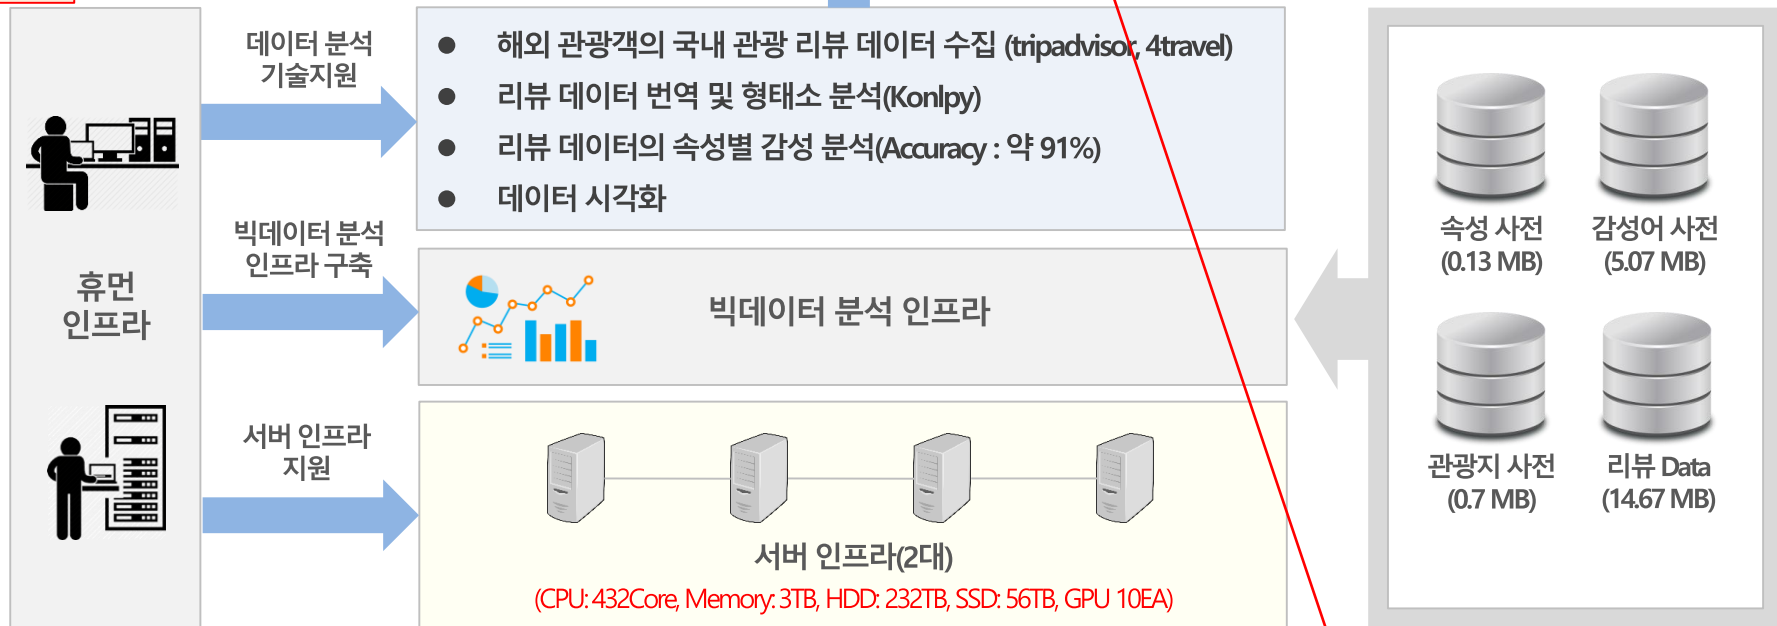 데이터 분석
기술지원
● 해외 관광객의 국내 관광 리뷰 데이터 수집 (tripadvisor, 4travel)
● 리뷰 데이터 번역 및 형태소 분석(Konlpy)
● 리뷰 데이터의 속성별 감성 분석(Accuracy : 약 91%)
● 데이터 시각화
빅데이터 분석
인프라 구축
휴먼
인프라
빅데이터 분석 인프라
서버 인프라
지원
서버 인프라(2대)
(CPU: 432Core, Memory: 3TB, HDD: 232TB, SSD: 56TB, GPU 10EA)
속성 사전
(0.13 MB)
감성어 사전
(5.07 MB)
관광지 사전
(0.7 MB)
리뷰 Data
(14.67 MB)